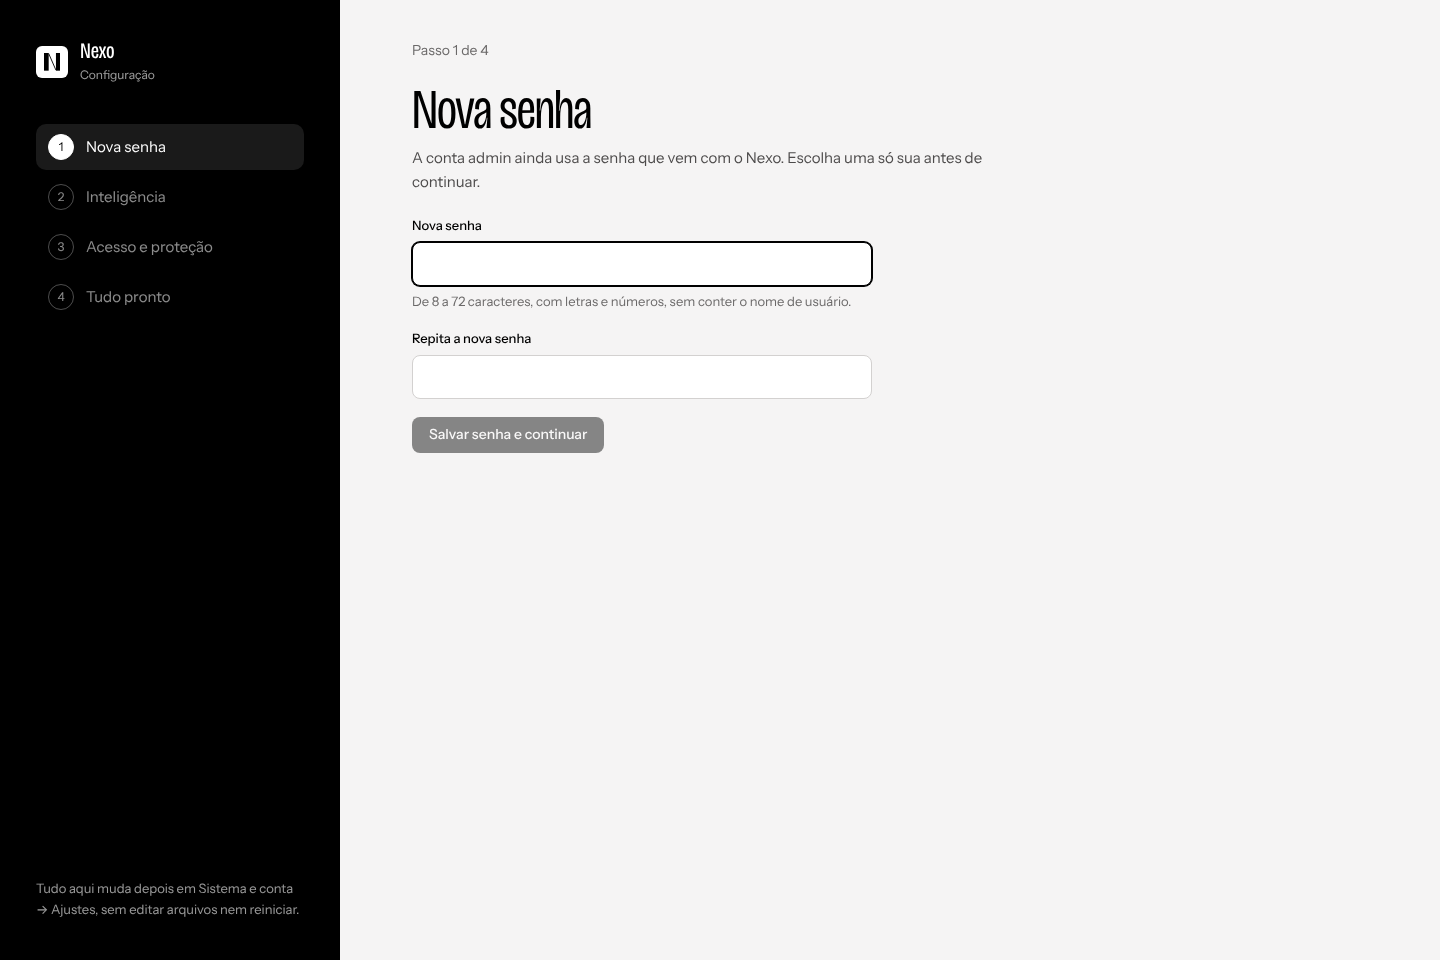 N
Nexo
Configuração
1 Nova senha
2 Inteligência
3 Acesso e proteção
4 Tudo pronto
Tudo aqui muda depois em Sistema e conta
→ Ajustes, sem editar arquivos nem reiniciar.
Passo 1 de 4
Nova senha
A conta admin ainda usa a senha que vem com o Nexo. Escolha uma só sua antes de
continuar.
Nova senha
De 8 a 72 caracteres, com letras e números, sem conter o nome de usuário.
Repita a nova senha
Salvar senha e continuar